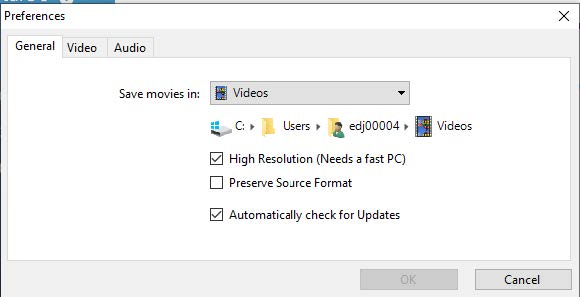 Preferences
General Video Audio
Save movies in: Videos
C: Users edj00004 Videos
High Resolution (Needs a fast PC)
Preserve Source Format
Automatically check for Updates
OK Cancel